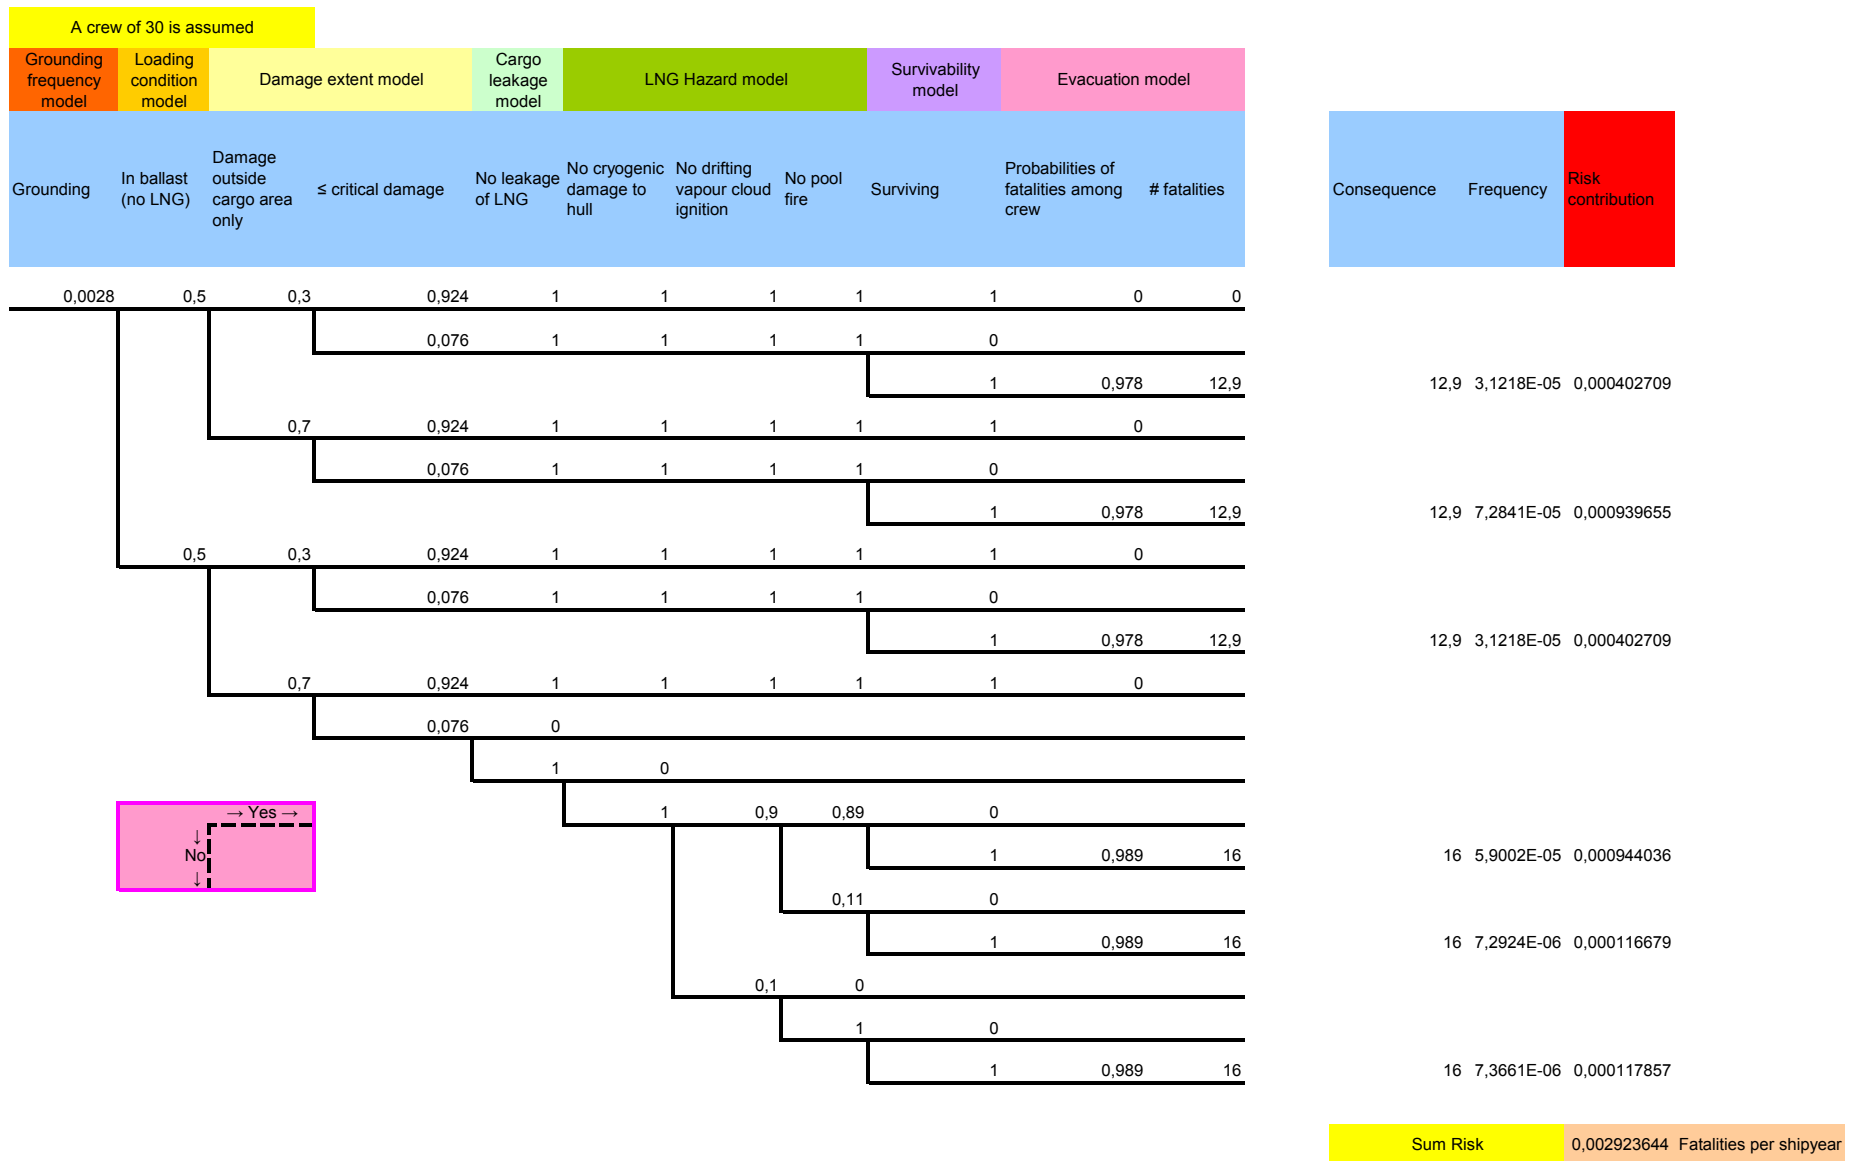 A crew of 30 is assumed
Grounding frequency model
Loading condition model
Damage extent model
Cargo leakage model
LNG Hazard model
Survivability model
Evacuation model
Grounding
In ballast (no LNG)
Damage outside cargo area only
≤ critical damage
No leakage of LNG
No cryogenic damage to hull
No drifting vapour cloud ignition
No pool fire
Surviving
Probabilities of fatalities among crew
# fatalities
Consequence
Frequency
Risk contribution
0,0028 0,5 0,3 0,924 1 1 1 1 1 0 0
0,076 1 1 1 1 0
1 0,978 12,9 12,9 3,1218E-05 0,000402709
0,7 0,924 1 1 1 1 1 0
0,076 1 1 1 1 0
1 0,978 12,9 12,9 7,2841E-05 0,000939655
0,5 0,3 0,924 1 1 1 1 1 0
0,076 1 1 1 1 0
1 0,978 12,9 12,9 3,1218E-05 0,000402709
0,7 0,924 1 1 1 1 1 0
0,076 0
1 0
→ Yes → 1 0,9 0,89 0
↓
No 1 0,989 16 16 5,9002E-05 0,000944036
↓
0,11 0
1 0,989 16 16 7,2924E-06 0,000116679
0,1 0
1 0
1 0,989 16 16 7,3661E-06 0,000117857
Sum Risk 0,002923644 Fatalities per shipyear